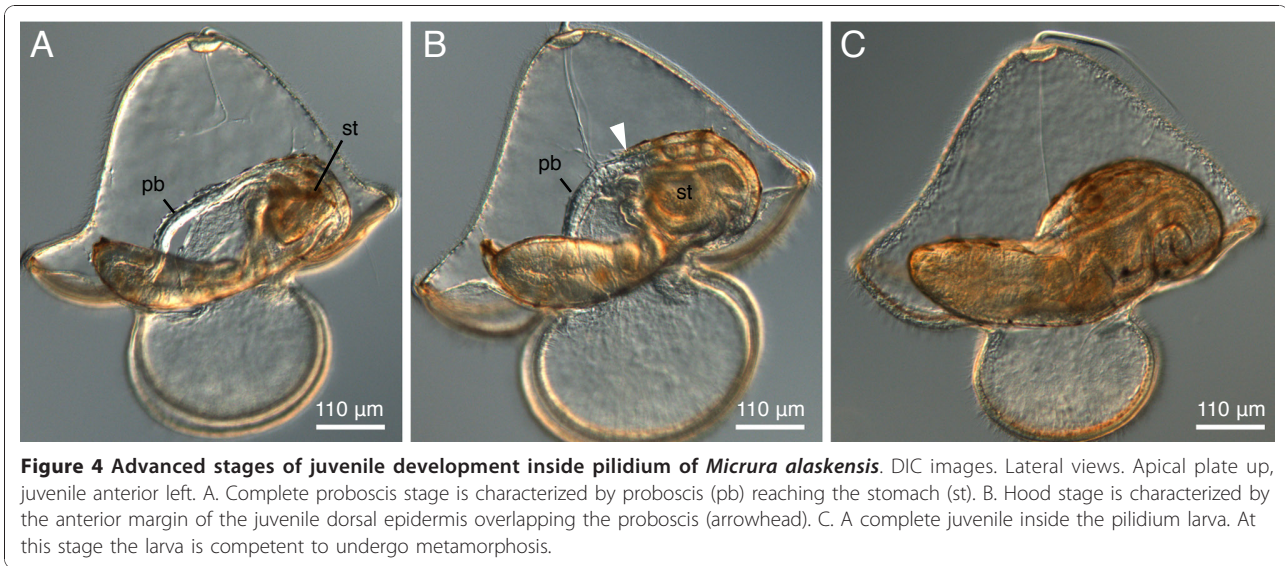 A
B
C
st
pb
pb
st
110 µm
110 µm
110 µm
Figure 4 Advanced stages of juvenile development inside pilidium of Micrura alaskensis. DIC images. Lateral views. Apical plate up,
juvenile anterior left. A. Complete proboscis stage is characterized by proboscis (pb) reaching the stomach (st). B. Hood stage is characterized by
the anterior margin of the juvenile dorsal epidermis overlapping the proboscis (arrowhead). C. A complete juvenile inside the pilidium larva. At
this stage the larva is competent to undergo metamorphosis.